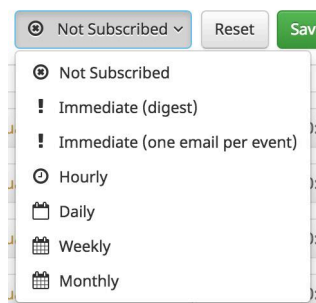 Not Subscribed
Reset
Not Subscribed
Immediate (digest)
Immediate (one email per event)
Hourly
Daily
Weekly
Monthly